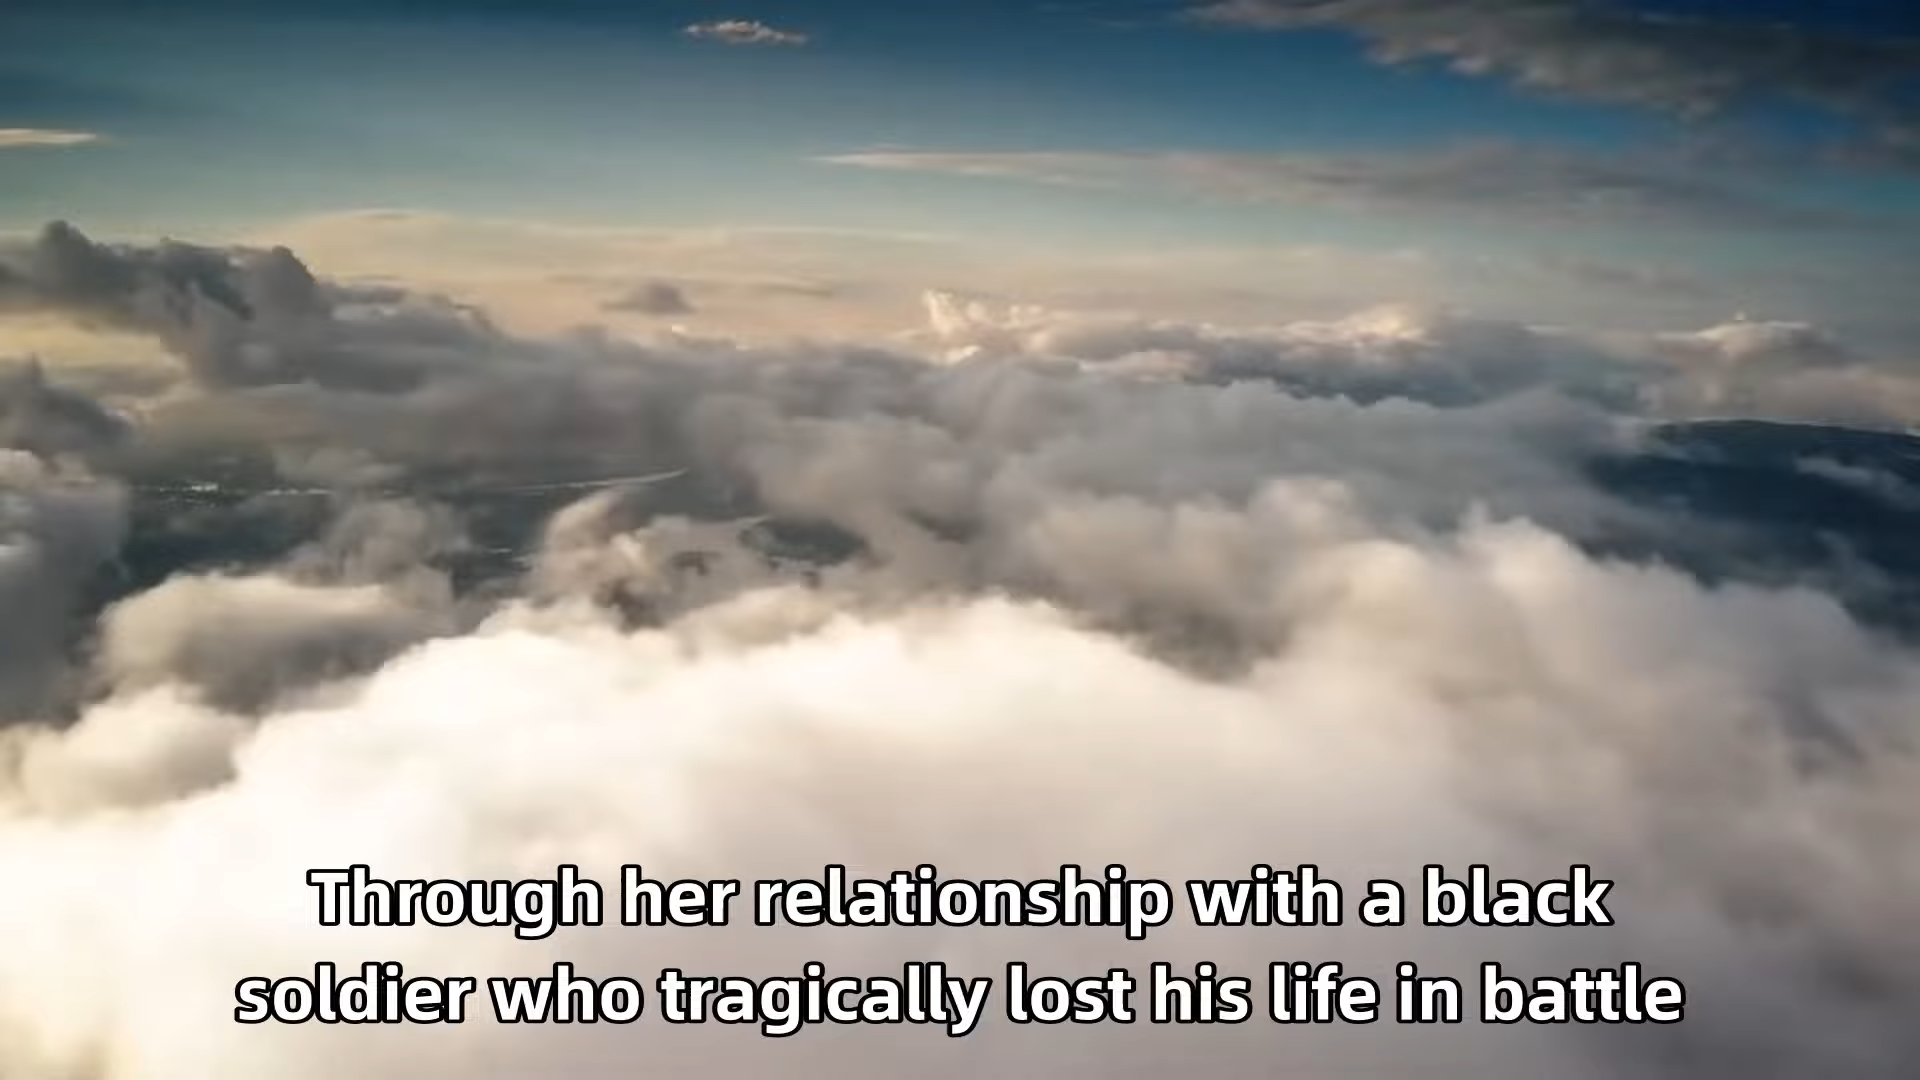 Through her relationship with a black
soldier who tragically lost his life in battle